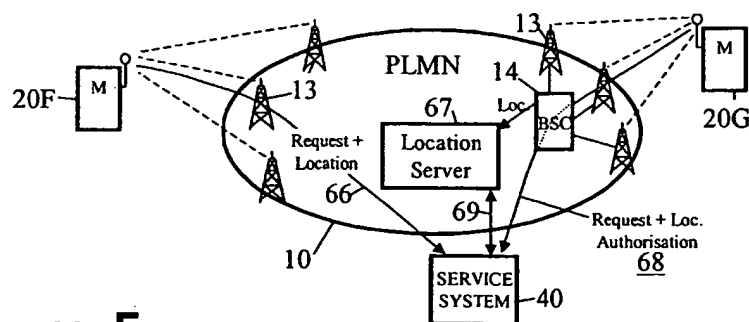 13
13
M
PLMN
14
M
20F
67
Loc.
BSC
20G
Location
Server
Request +
Location
66
69
Request + Loc.
Authorisation
68
10
SERVICE
SYSTEM
40